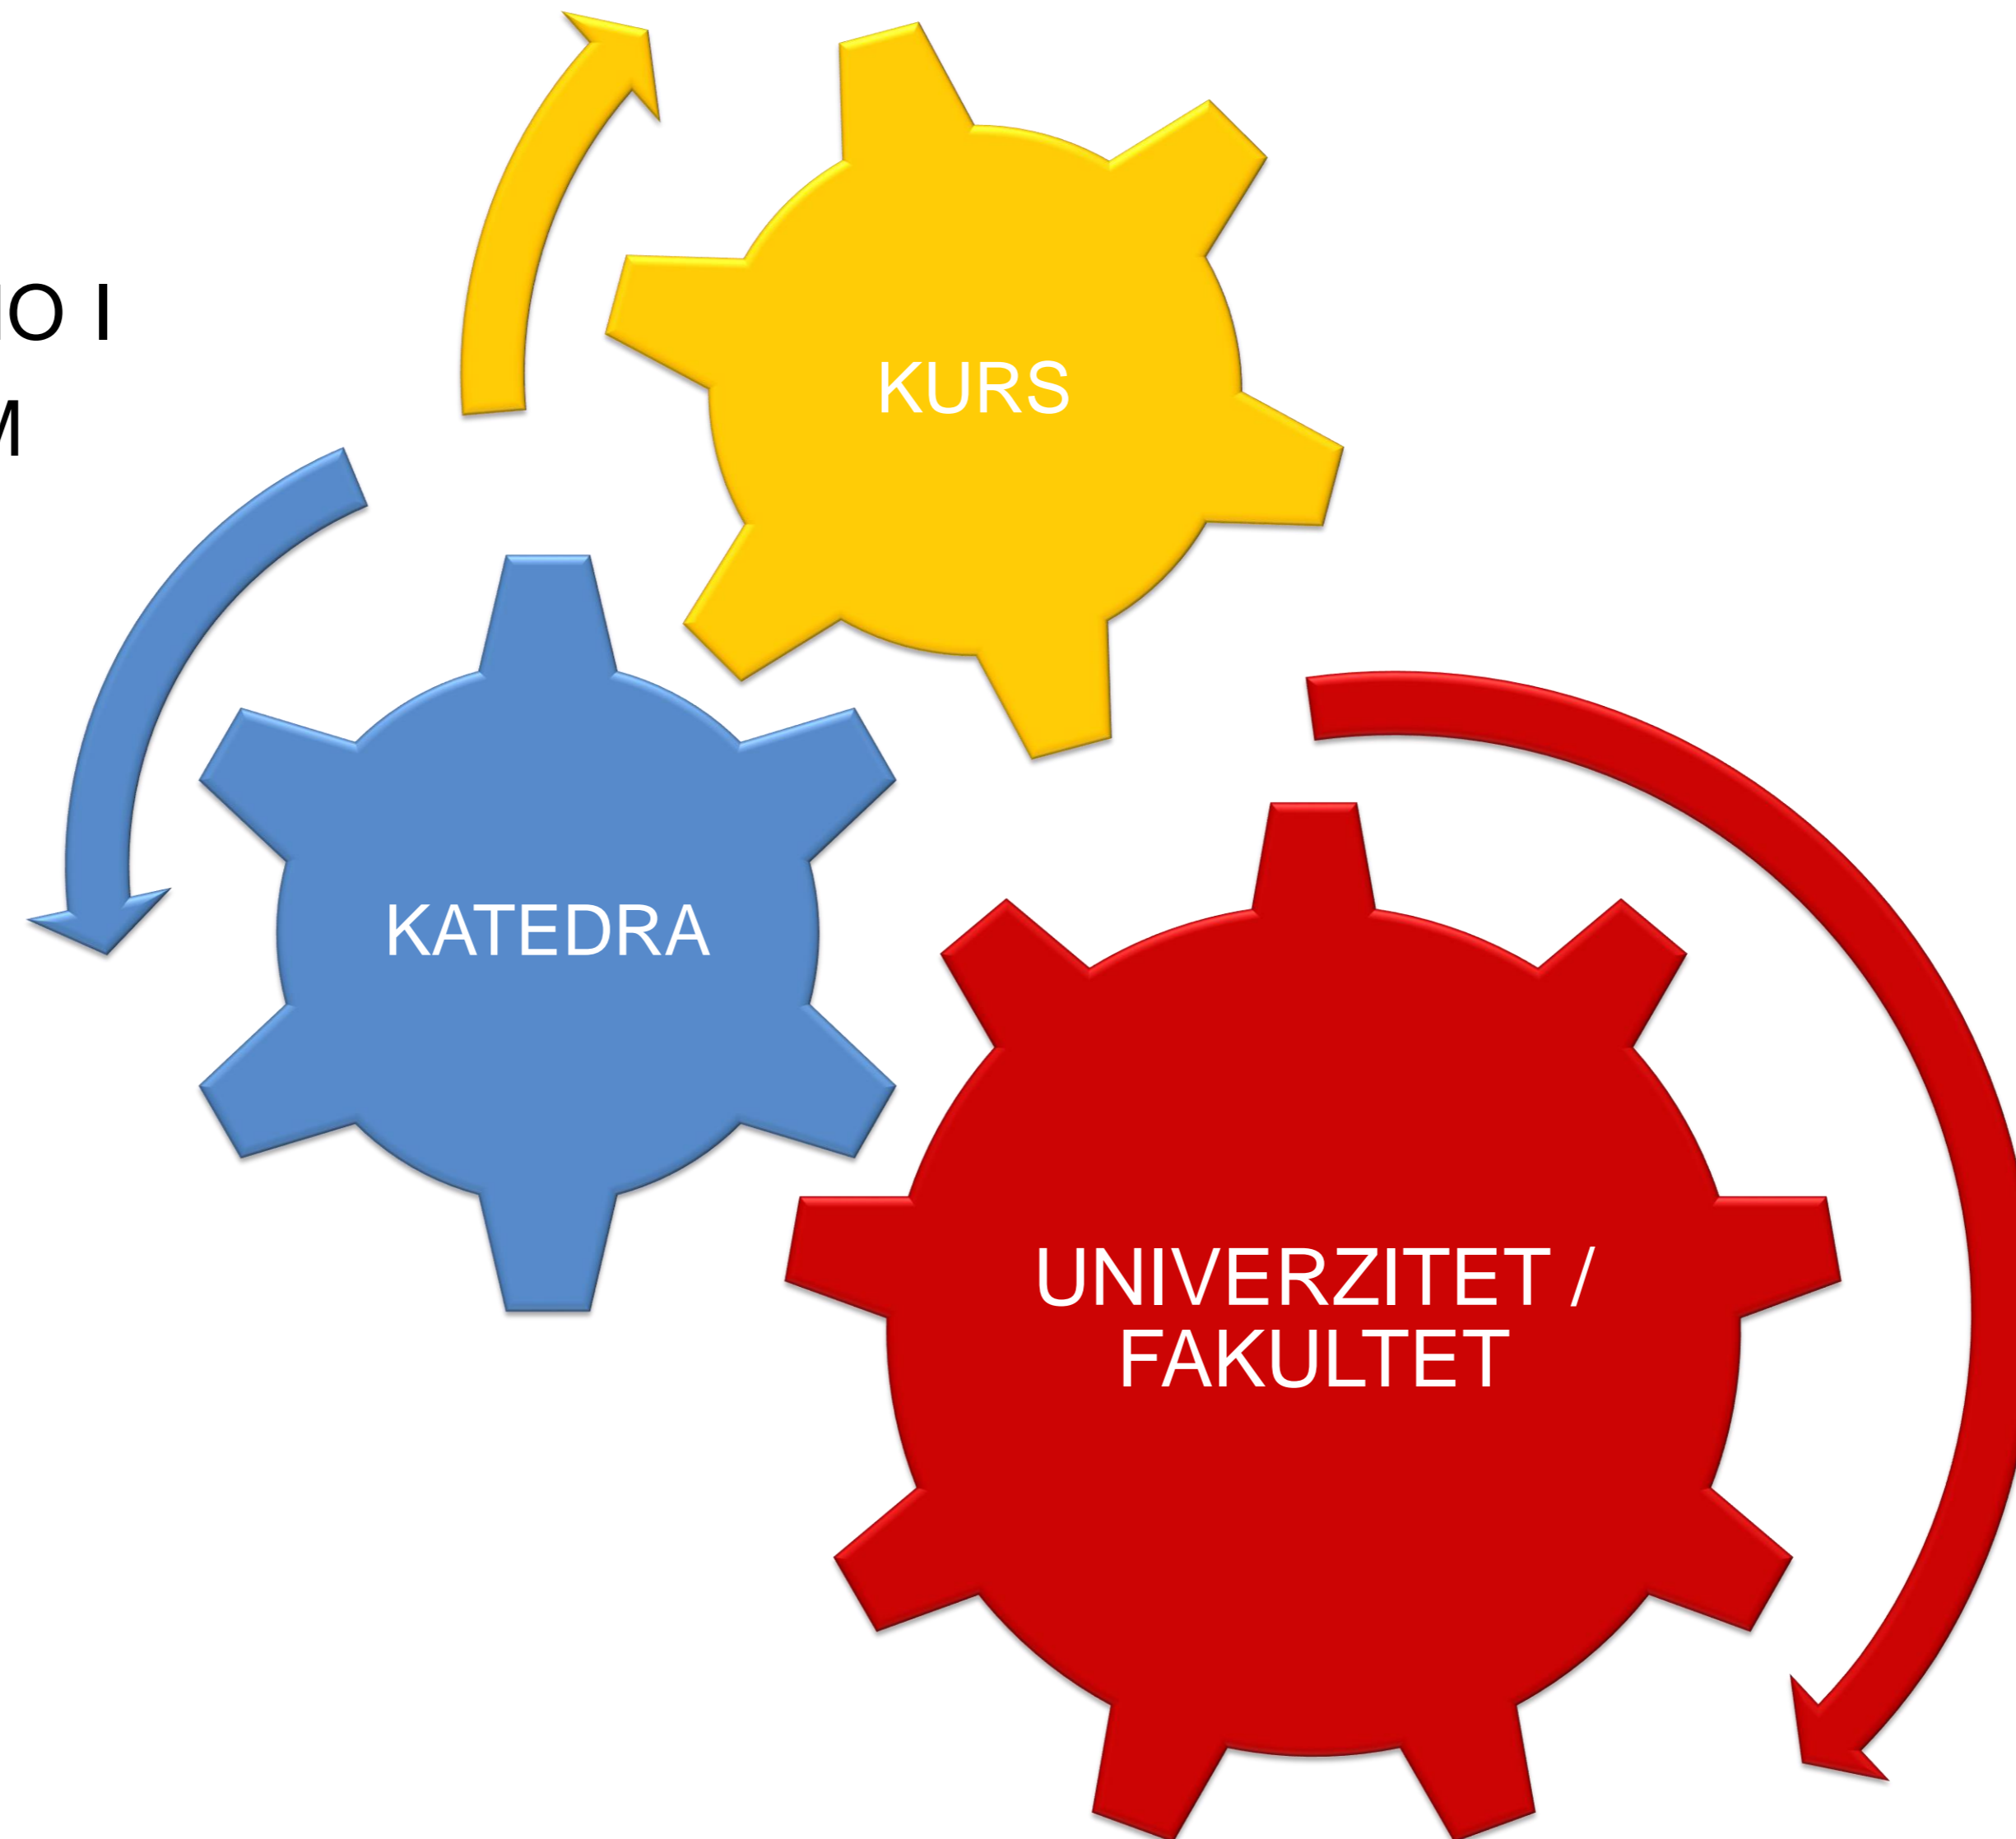 O I
M
KURS
KATEDRA
UNIVERZITET /
FAKULTET